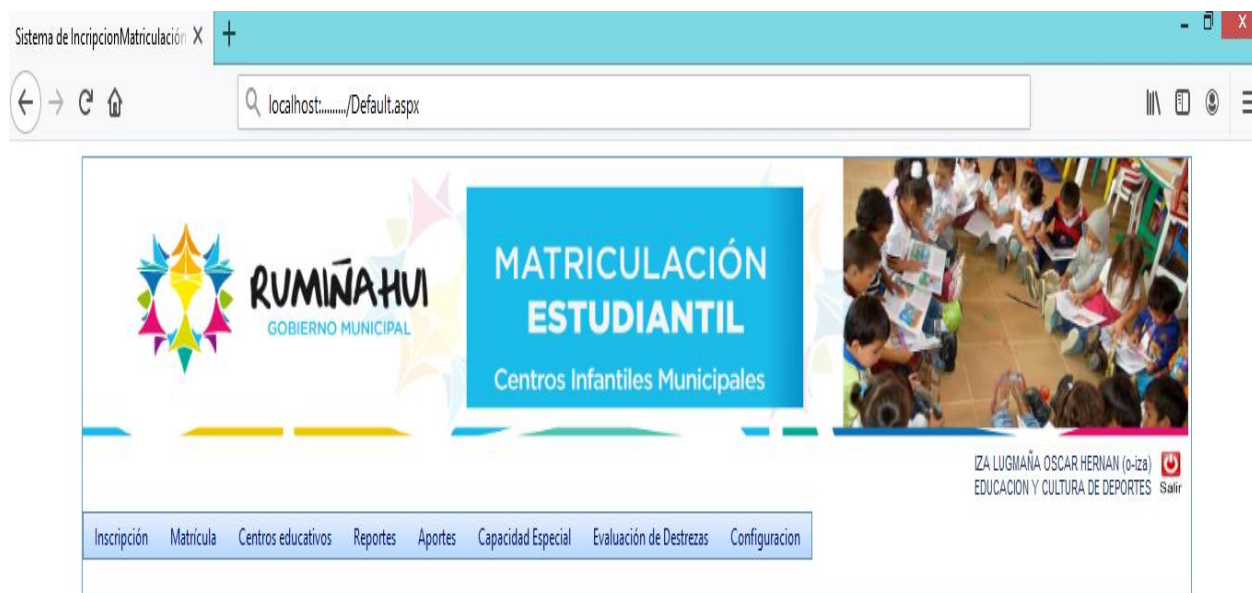 Sistema de IncripcionMatriculación
localhost:........./Default.aspx
RUMIÑAHUI
GOBIERNO MUNICIPAL
MATRICULACIÓN
ESTUDIANTIL
Centros Infantiles Municipales
IZA LUGMAÑA OSCAR HERNAN (o-iza)
EDUCACION Y CULTURA DE DEPORTES Salir
Inscripción Matrícula Centros educativos Reportes Aportes Capacidad Especial Evaluación de Destrezas Configuracion